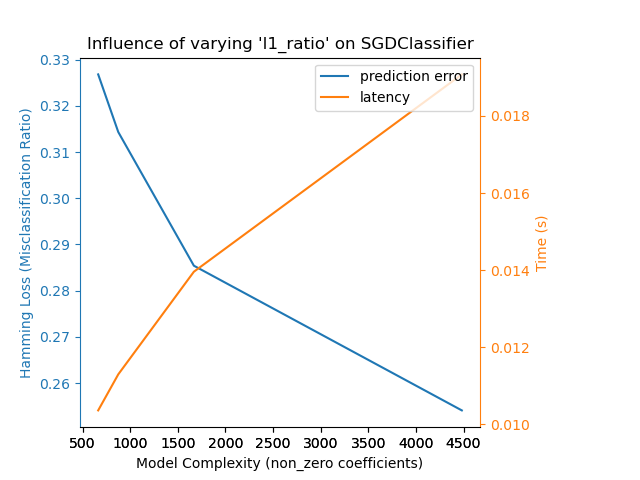 Influence of varying 'l1_ratio' on SGDClassifier
prediction error
latency
0.33
0.32
0.31
0.30
0.29
0.28
0.27
0.26
Hamming Loss (Misclassification Ratio)
0.018
0.016
0.014
0.012
0.010
Time (s)
500 1000 1500 2000 2500 3000 3500 4000 4500
Model Complexity (non_zero coefficients)